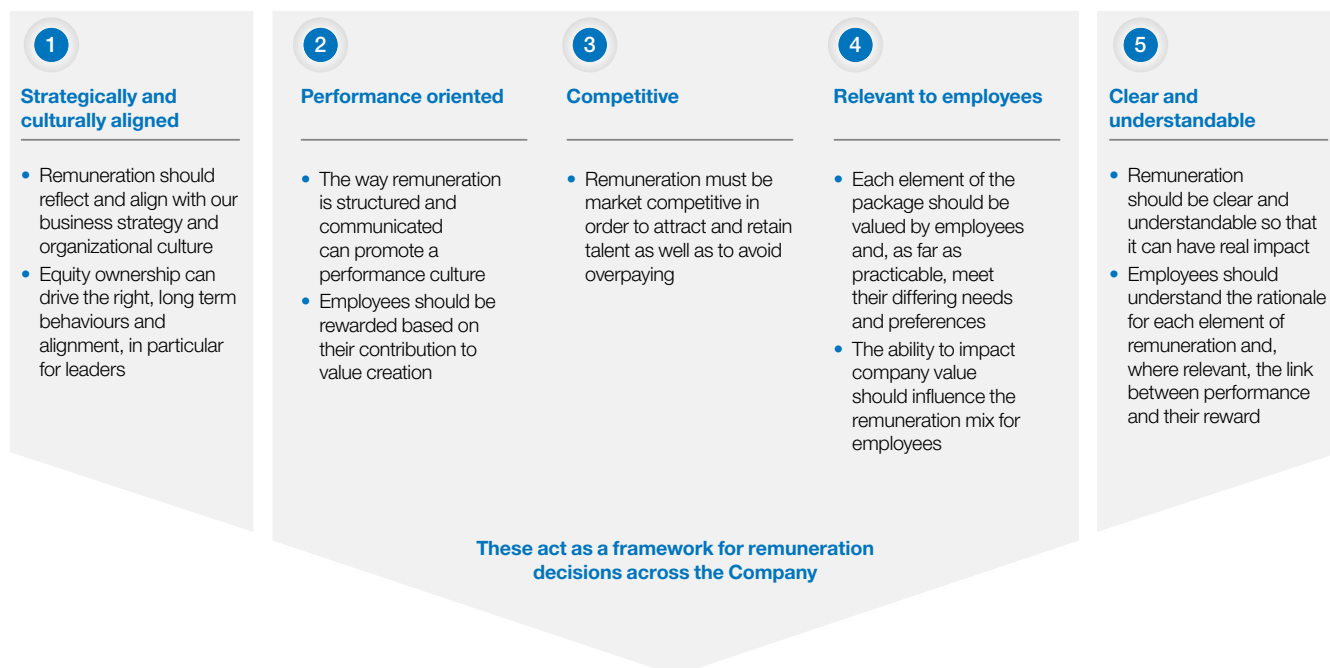 1
Strategically and
culturally aligned
• Remuneration should
reflect and align with our
business strategy and
organizational culture
• Equity ownership can
drive the right, long term
behaviours and
alignment, in particular
for leaders
2
Performance oriented
• The way remuneration
is structured and
communicated
can promote a
performance culture
• Employees should be
rewarded based on
their contribution to
value creation
3
Competitive
• Remuneration must be
market competitive in
order to attract and retain
talent as well as to avoid
overpaying
4
Relevant to employees
• Each element of the
package should be
valued by employees
and, as far as
practicable, meet
their differing needs
and preferences
• The ability to impact
company value
should influence the
remuneration mix for
employees
5
Clear and
understandable
• Remuneration
should be clear and
understandable so that
it can have real impact
• Employees should
understand the rationale
for each element of
remuneration and,
where relevant, the link
between performance
and their reward
These act as a framework for remuneration
decisions across the Company